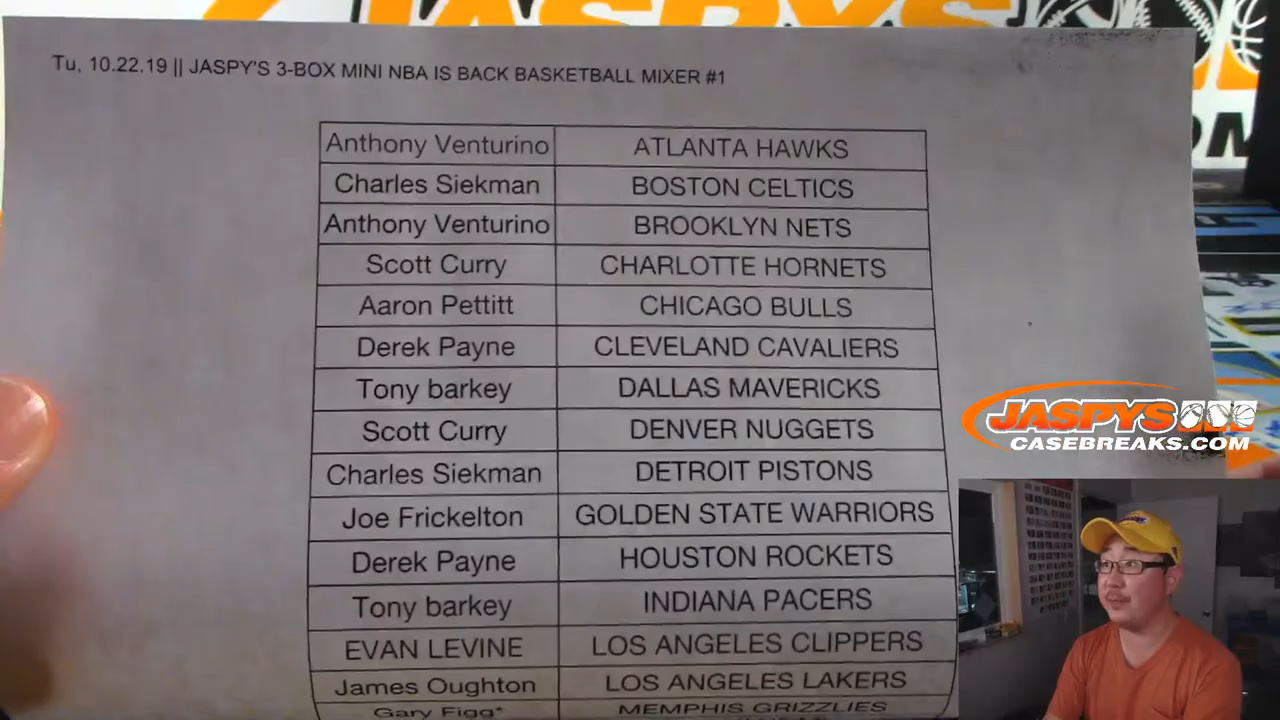 Tu, 10.22.19 || JASPY'S 3-BOX MINI NBA IS BACK BASKETBALL MIXER #1
Anthony Venturino ATLANTA HAWKS
Charles Siekman BOSTON CELTICS
Anthony Venturino BROOKLYN NETS
Scott Curry CHARLOTTE HORNETS
Aaron Pettitt CHICAGO BULLS
Derek Payne CLEVELAND CAVALIERS
Tony barkey DALLAS MAVERICKS
Scott Curry DENVER NUGGETS
Charles Siekman DETROIT PISTONS
Joe Frickelton GOLDEN STATE WARRIORS
Derek Payne HOUSTON ROCKETS
Tony barkey INDIANA PACERS
EVAN LEVINE LOS ANGELES CLIPPERS
James Oughton LOS ANGELES LAKERS
Gary Figg* MEMPHIS GRIZZLIES
JASPYS
CASEBREAKS.COM